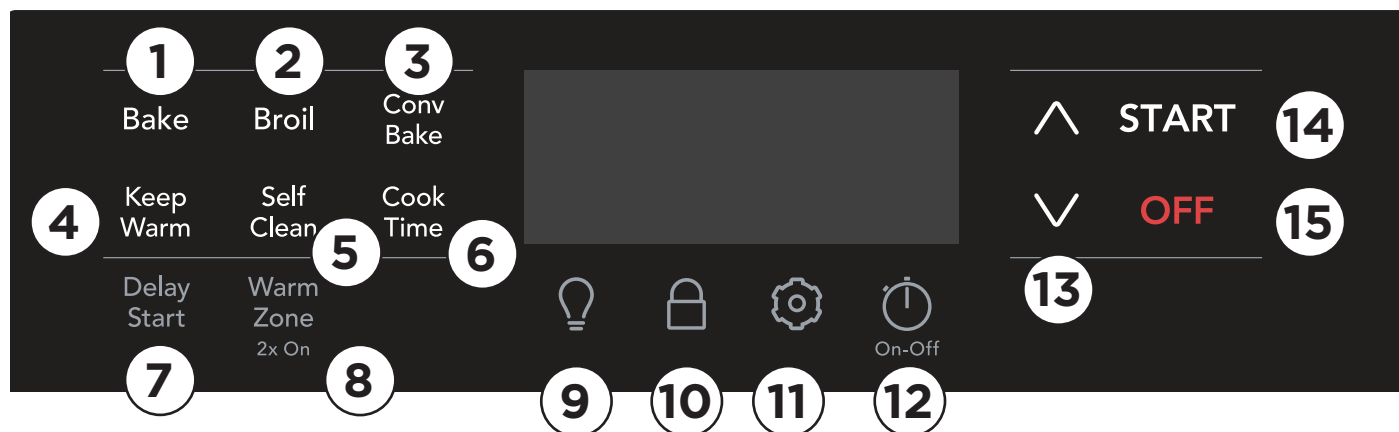 1 2 3
Bake Broil Conv
Bake
START 14
4 Keep
Warm
Self
Clean
5
Cook
Time
6
OFF 15
13
Delay
Start
7
Warm
Zone
2x On
8
On-Off
9 10 11 12